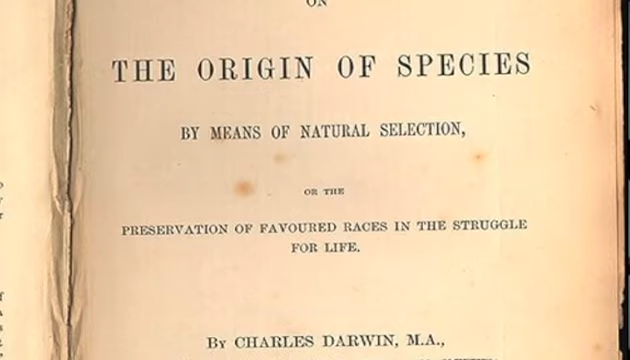 ON
THE ORIGIN OF SPECIES
BY MEANS OF NATURAL SELECTION,
OR THE
PRESERVATION OF FAVOURED RACES IN THE STRUGGLE
FOR LIFE.
By CHARLES DARWIN, M.A.,